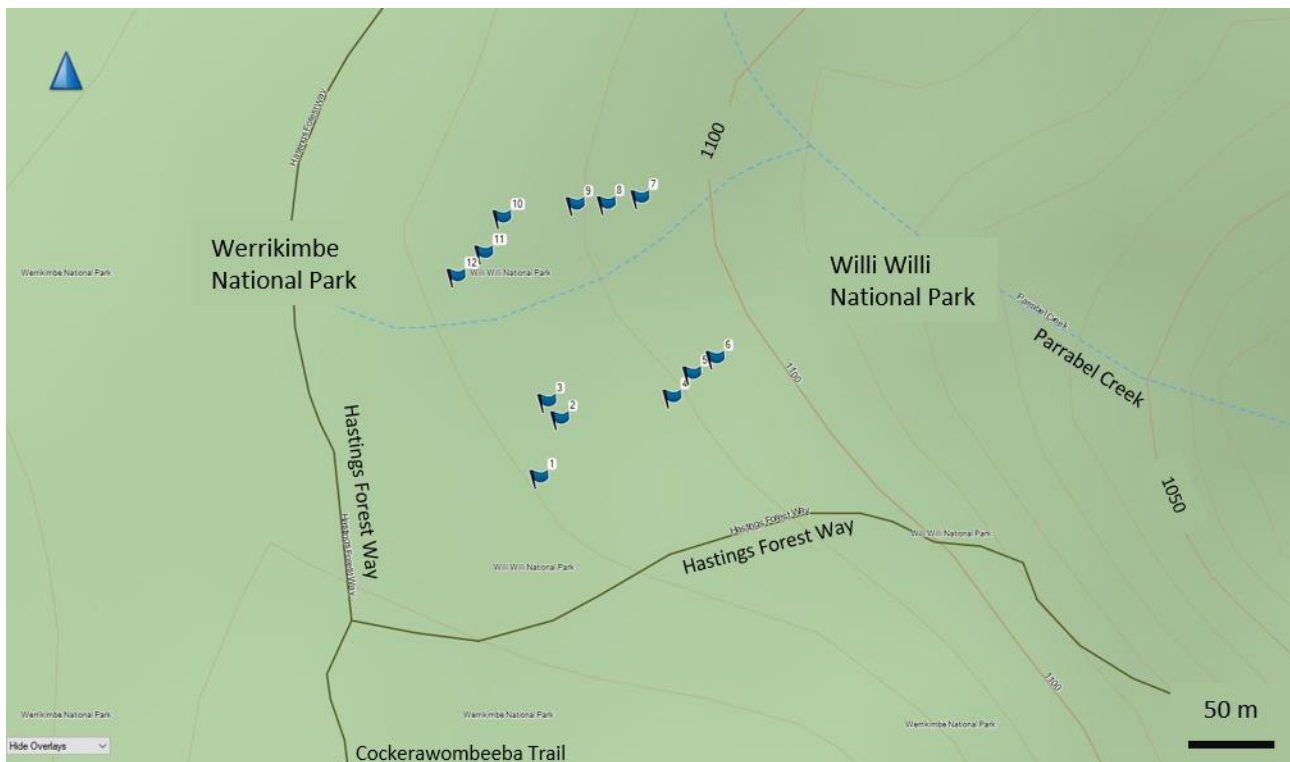 Hastings Forest Way
1100
7
9
8
10
11
12
Werrikimbe
National Park
Werrikimbe National Park
Willi Willi National Park
Willi Willi
National Park
Parrabel Creek
Parrabel Creek
6
5
4
1100
3
2
1
Hastings Forest Way
Hastings Forest Way
1050
Hastings Forest Way
Hastings Forest Way
Willi Willi National Park
Willi Willi National Park
1100
Werrikimbe National Park
Werrikimbe National Park
Werrikimbe National Park
50 m
Hide Overlays
Cockerawombeeba Trail